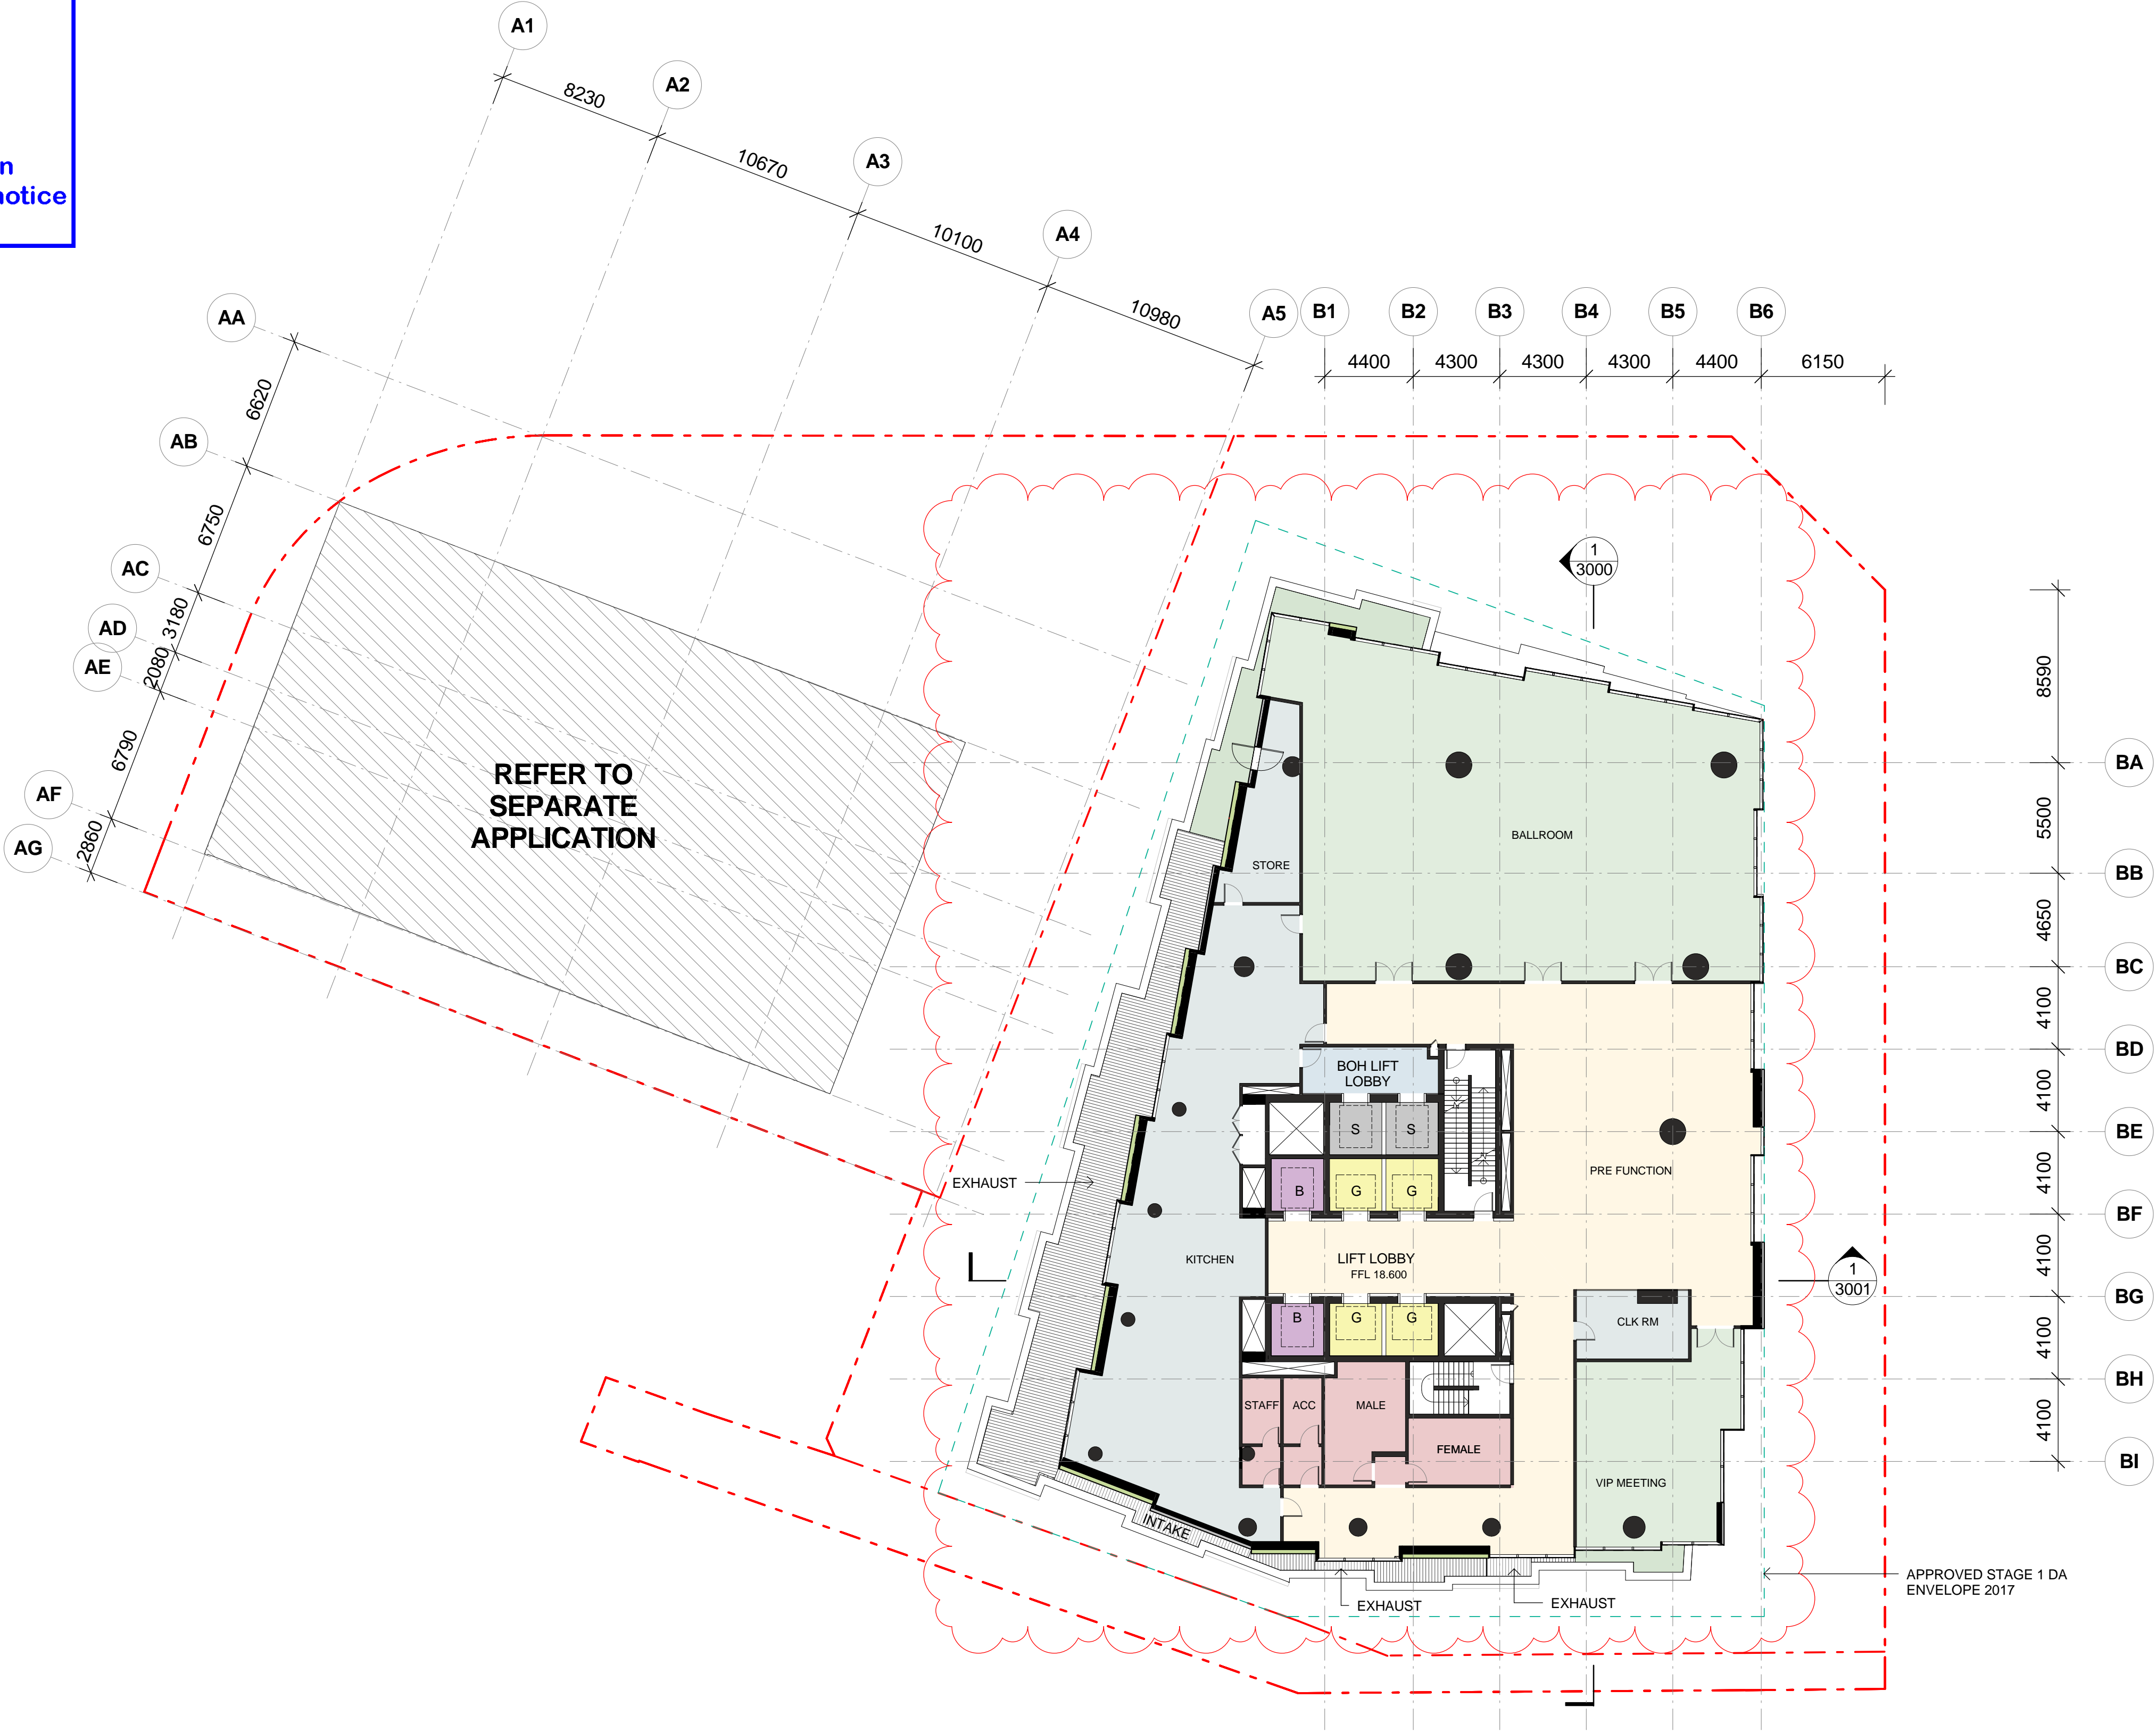 n
notice
A1
A2
A3
A4
A5
B1
B2
B3
B4
B5
B6
8230
10670
10100
10980
4400
4300
4300
4300
4400
6150
AA
AB
AC
AD
AE
AF
AG
6620
6750
3180
2080
6790
2860
REFER TO
SEPARATE
APPLICATION
1
3000
8590
5500
4650
4100
4100
4100
4100
4100
4100
BA
BB
BC
BD
BE
BF
BG
BH
BI
BALLROOM
STORE
BOH LIFT
LOBBY
S
S
B
G
G
PRE FUNCTION
EXHAUST
KITCHEN
LIFT LOBBY
FFL 18.600
1
3001
B
G
G
CLK RM
STAFF
ACC
MALE
FEMALE
VIP MEETING
INTAKE
EXHAUST
EXHAUST
APPROVED STAGE 1 DA
ENVELOPE 2017